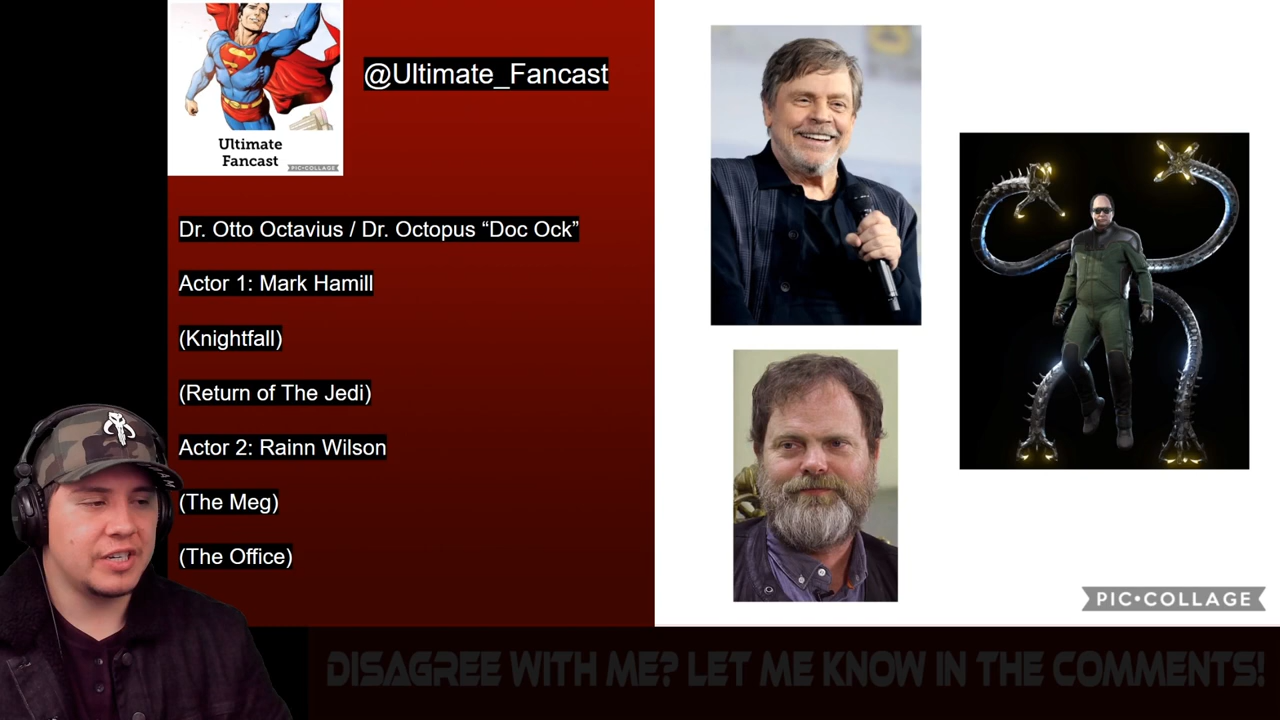 @Ultimate_Fancast
Ultimate
Fancast
PIC•COLLAGE
Dr. Otto Octavius / Dr. Octopus “Doc Ock”
Actor 1: Mark Hamill
(Knightfall)
(Return of The Jedi)
Actor 2: Rainn Wilson
(The Meg)
(The Office)
PIC•COLLAGE
DISAGREE WITH ME? LET ME KNOW IN THE COMMENTS!